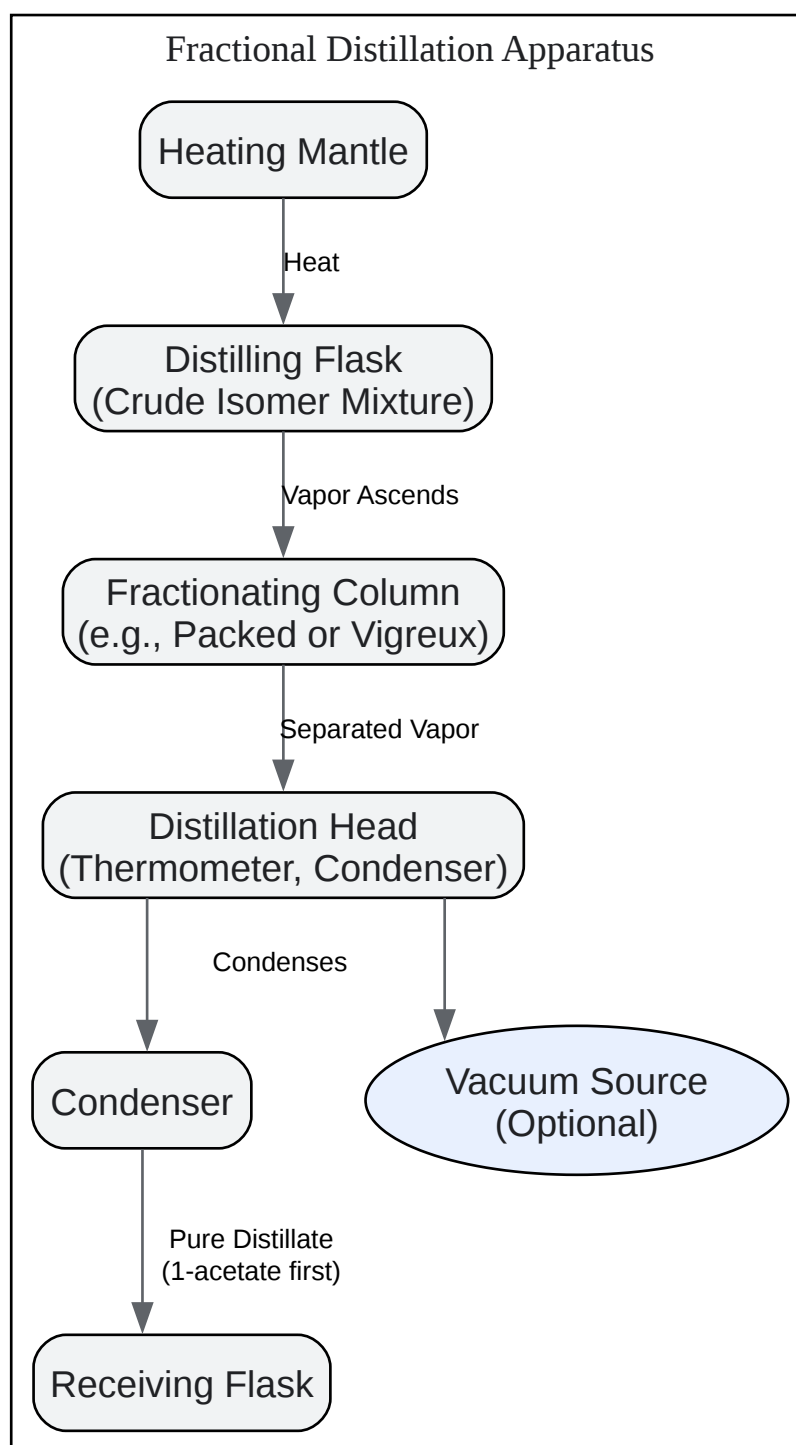 Fractional Distillation Apparatus
Heating Mantle
Heat
Distilling Flask
(Crude Isomer Mixture)
Vapor Ascends
Fractionating Column
(e.g., Packed or Vigreux)
Separated Vapor
Distillation Head
(Thermometer, Condenser)
Condenses
Condenser
Vacuum Source
(Optional)
Pure Distillate
(1-acetate first)
Receiving Flask